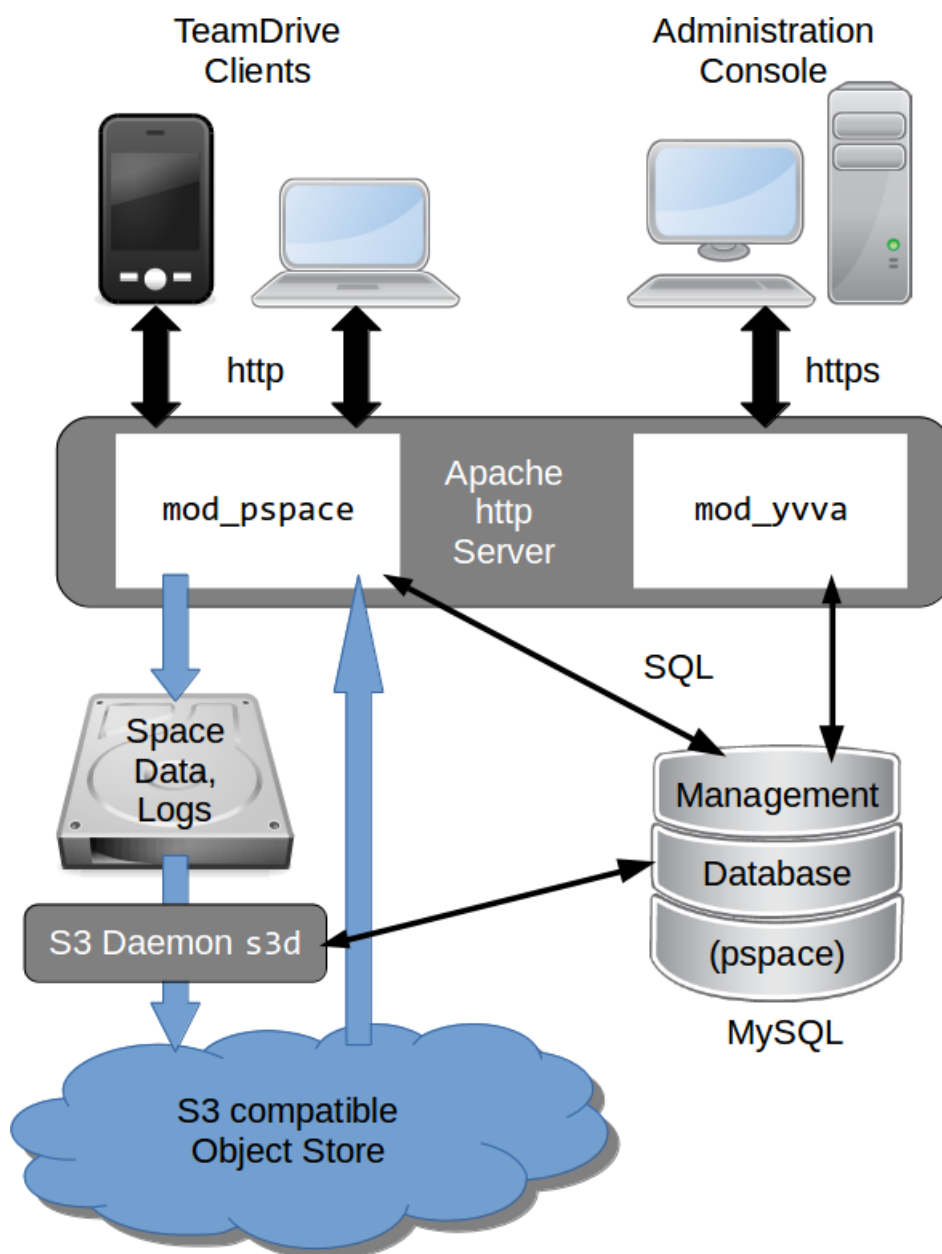 TeamDrive
Clients
Administration
Console
http
https
mod_pspace
Apache
http
Server
mod_yvva
SQL
Space
Data,
Logs
Management
Database
(pspace)
MySQL
S3 Daemon s3d
S3 compatible
Object Store